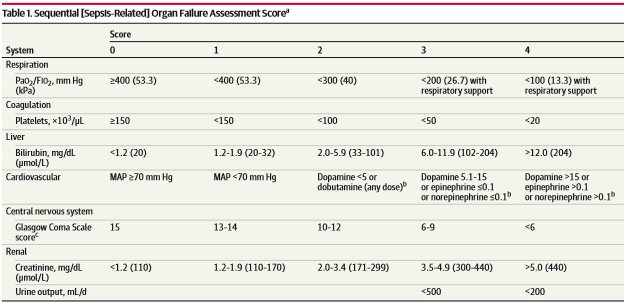 Table 1. Sequential [Sepsis-Related] Organ Failure Assessment Scoreª
Score
System 0 1 2 3 4
Respiration
PaO₂/FIO₂, mm Hg (kPa) ≥400 (53.3) <400 (53.3) <300 (40) <200 (26.7) with respiratory support <100 (13.3) with respiratory support
Coagulation
Platelets, ×10³/μL ≥150 <150 <100 <50 <20
Liver
Bilirubin, mg/dL (μmol/L) <1.2 (20) 1.2-1.9 (20-32) 2.0-5.9 (33-101) 6.0-11.9 (102-204) >12.0 (204)
Cardiovascular MAP ≥70 mm Hg MAP <70 mm Hg Dopamine <5 or dobutamine (any dose)ᵇ Dopamine 5.1-15 or epinephrine ≤0.1 or norepinephrine ≤0.1ᵇ Dopamine >15 or epinephrine >0.1 or norepinephrine >0.1ᵇ
Central nervous system
Glasgow Coma Scale scoreᶜ 15 13-14 10-12 6-9 <6
Renal
Creatinine, mg/dL (μmol/L) <1.2 (110) 1.2-1.9 (110-170) 2.0-3.4 (171-299) 3.5-4.9 (300-440) >5.0 (440)
Urine output, mL/d <500 <200